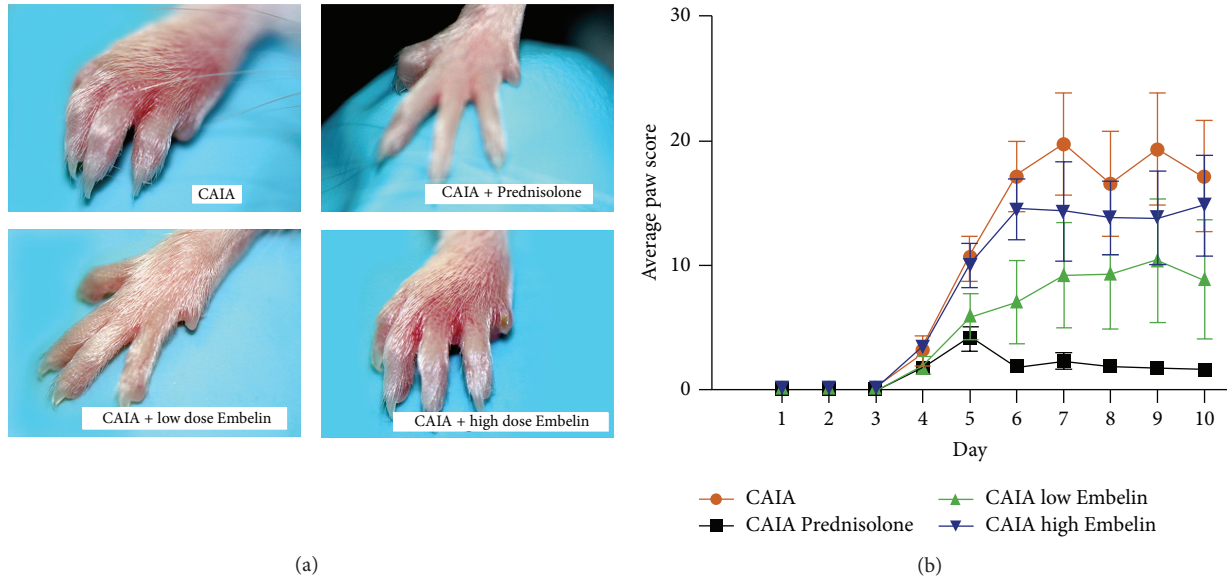 CAIA
CAIA + Prednisolone
CAIA + low dose Embelin
CAIA + high dose Embelin
(a)
Average paw score
30
20
10
0
1 2 3 4 5 6 7 8 9 10
Day
CAIA
CAIA low Embelin
CAIA Prednisolone
CAIA high Embelin
(b)